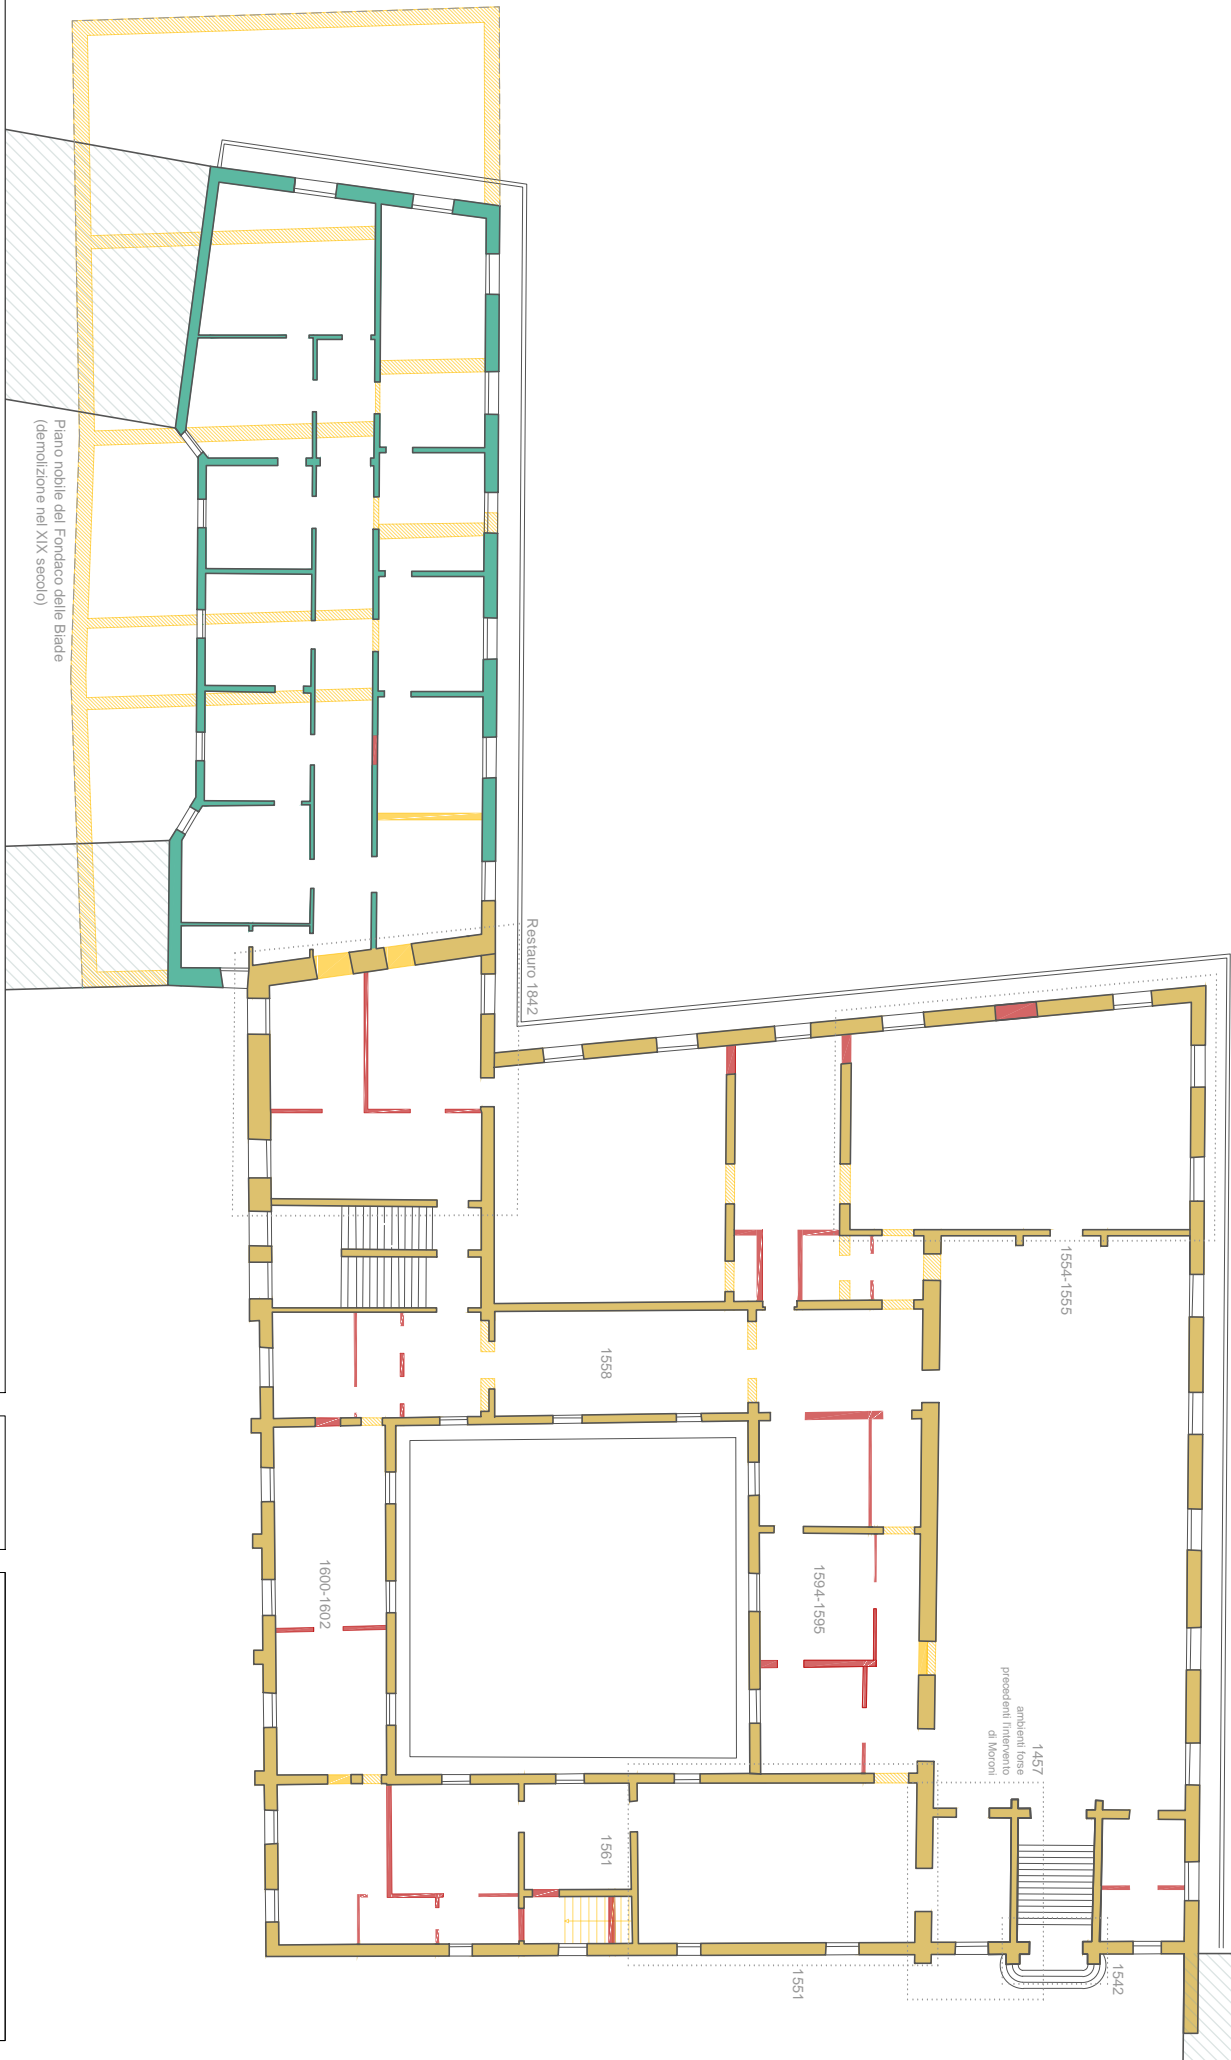 Piano nobile del Fondaco delle Biade
(demolizione nel XIX secolo)
Restauro 1842
1554-1555
1558
1594-1595
1600-1602
1457
ambienti forse
precedenti l'intervento
di Moroni
1561
1551
1542